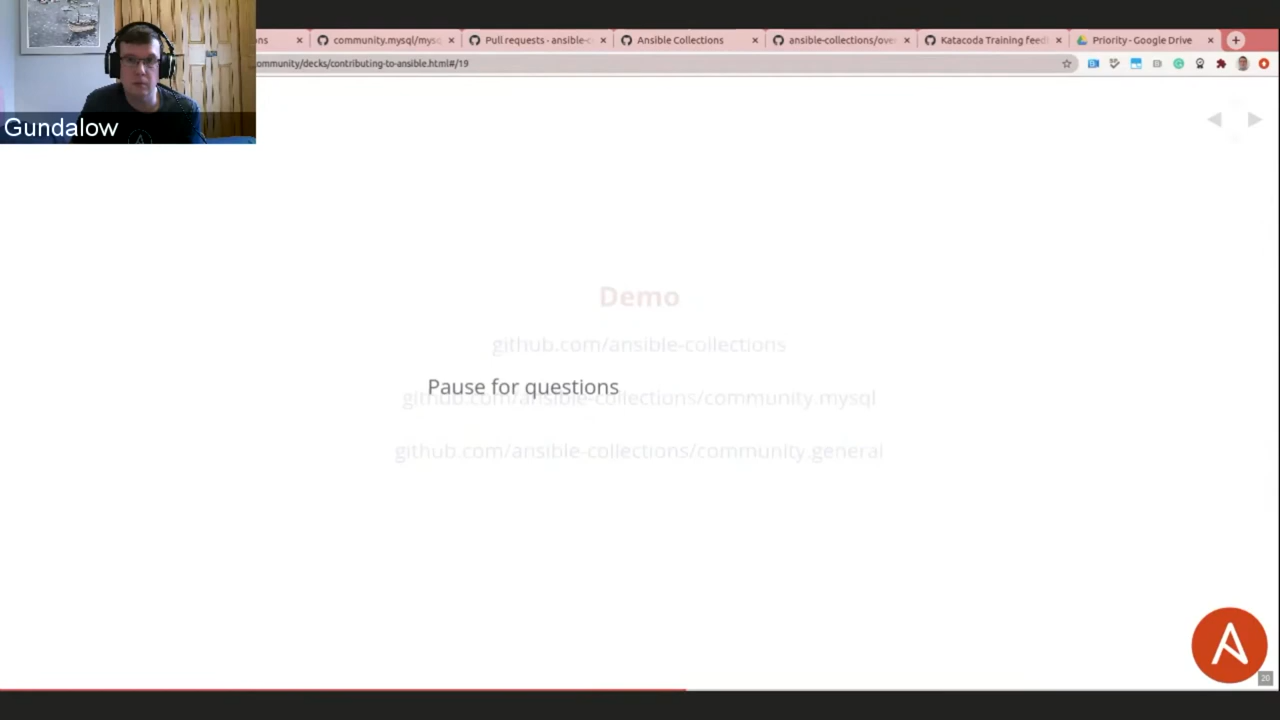 ns
community.mysql/mysq
Pull requests · ansible-c
Ansible Collections
ansible-collections/ove
Katacoda Training feed
Priority - Google Drive
ommunity/decks/contributing-to-ansible.html#/19
Gundalow
Demo
github.com/ansible-collections
Pause for questions
github.com/ansible-collections/community.mysql
github.com/ansible-collections/community.general
20